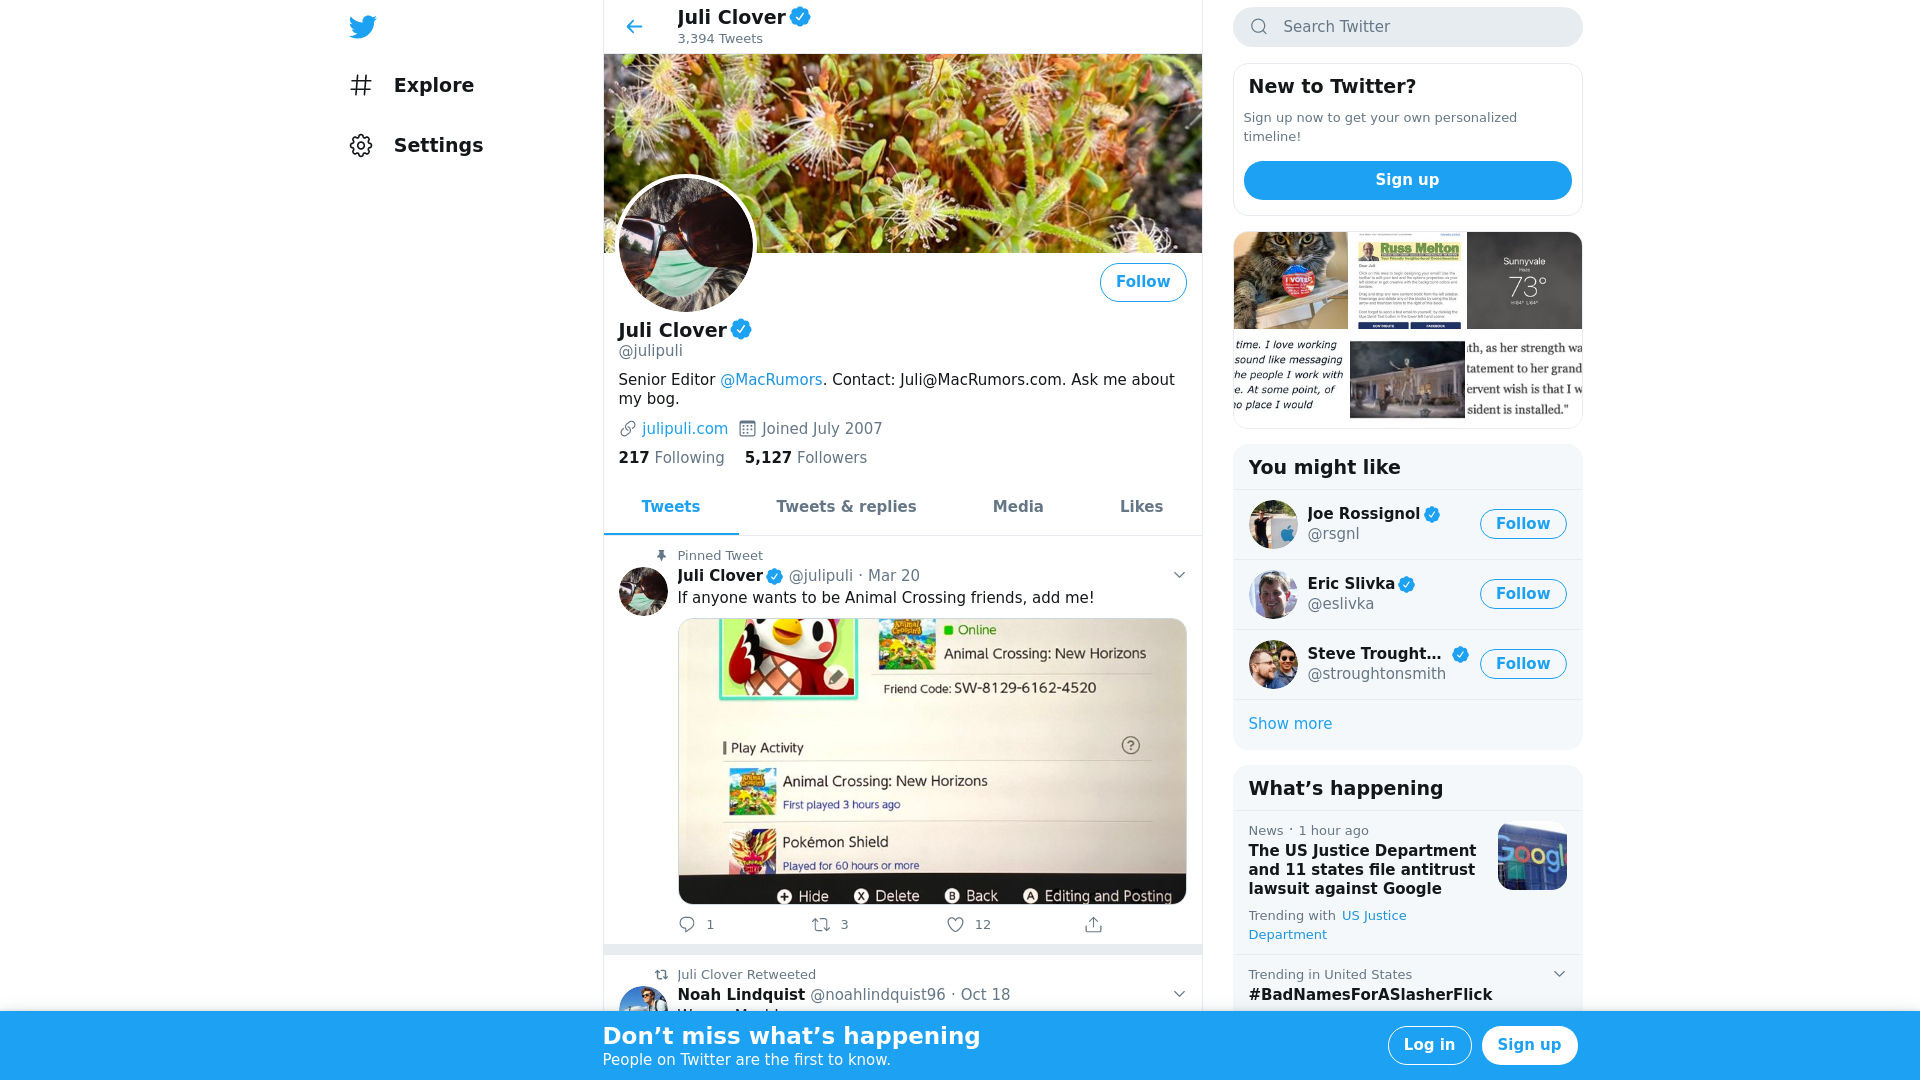 Explore
Settings
Juli Clover
3,394 Tweets
Follow
Juli Clover
@julipuli
Senior Editor @MacRumors. Contact: Juli@MacRumors.com. Ask me about
my bog.
julipuli.com Joined July 2007
217 Following 5,127 Followers
Tweets Tweets & replies Media Likes
Pinned Tweet
Juli Clover @julipuli · Mar 20
If anyone wants to be Animal Crossing friends, add me!
Online
Animal Crossing: New Horizons
Friend Code: SW-8129-6162-4520
Play Activity ?
Animal Crossing: New Horizons
First played 3 hours ago
Pokémon Shield
Played for 60 hours or more
+ Hide X Delete B Back A Editing and Posting
1 3 12
Juli Clover Retweeted
Noah Lindquist @noahlindquist96 · Oct 18
Search Twitter
New to Twitter?
Sign up now to get your own personalized
timeline!
Sign up
I VOTED
Russ Melton
Dear Juli
CONTRIBUTE FACEBOOK
Sunnyvale
Haze
73°
time. I love working
sound like messaging
he people I work with
e. At some point, of
o place I would
th, as her strength wa
tatement to her grand
ervent wish is that I w
sident is installed."
You might like
Joe Rossignol
@rsgnl
Follow
Eric Slivka
@eslivka
Follow
Steve Trought...
@stroughtonsmith
Follow
Show more
What’s happening
News · 1 hour ago
The US Justice Department
and 11 states file antitrust
lawsuit against Google
Googl
Trending with US Justice
Department
Trending in United States
#BadNamesForASlasherFlick
Don’t miss what’s happening
People on Twitter are the first to know.
Log in Sign up